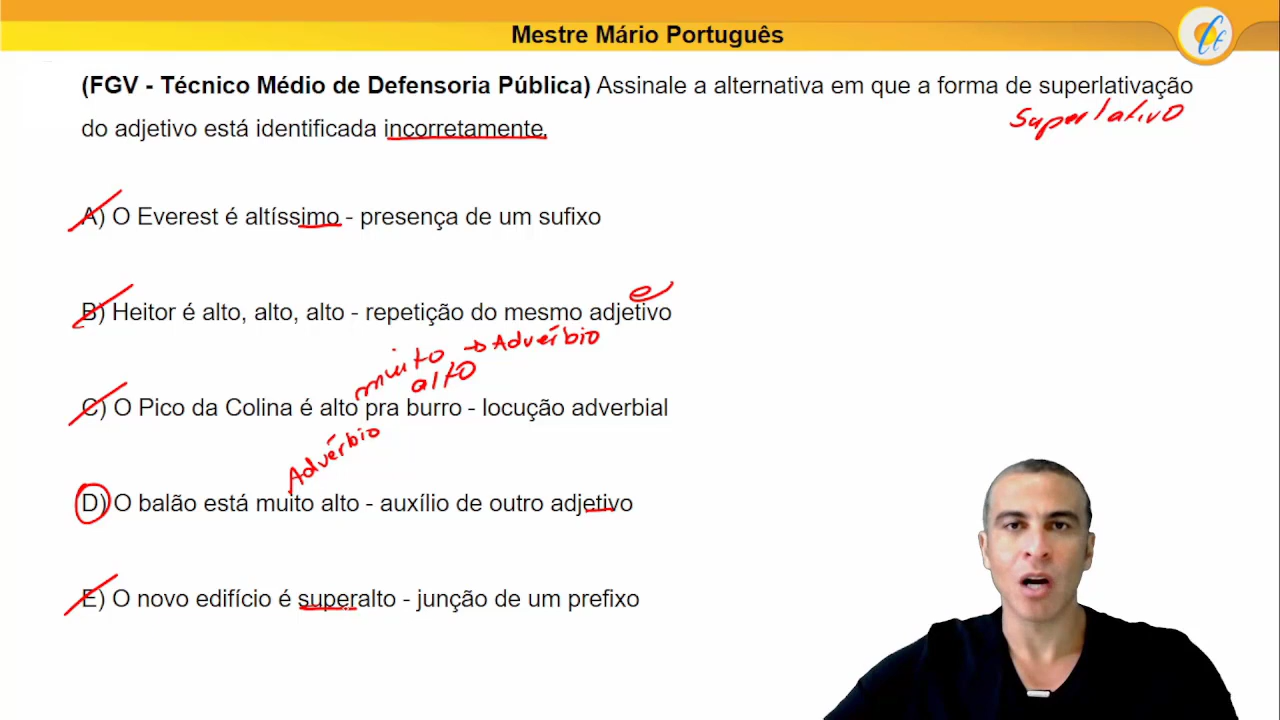 Mestre Mário Português
(FGV - Técnico Médio de Defensoria Pública) Assinale a alternativa em que a forma de superlativação
Superlativo
do adjetivo está identificada incorretamente.
A) O Everest é altíssimo - presença de um sufixo
B) Heitor é alto, alto, alto - repetição do mesmo adjetivo
muito → Advérbio
alto
C) O Pico da Colina é alto pra burro - locução adverbial
Advérbio
D) O balão está muito alto - auxílio de outro adjetivo
E) O novo edifício é superalto - junção de um prefixo